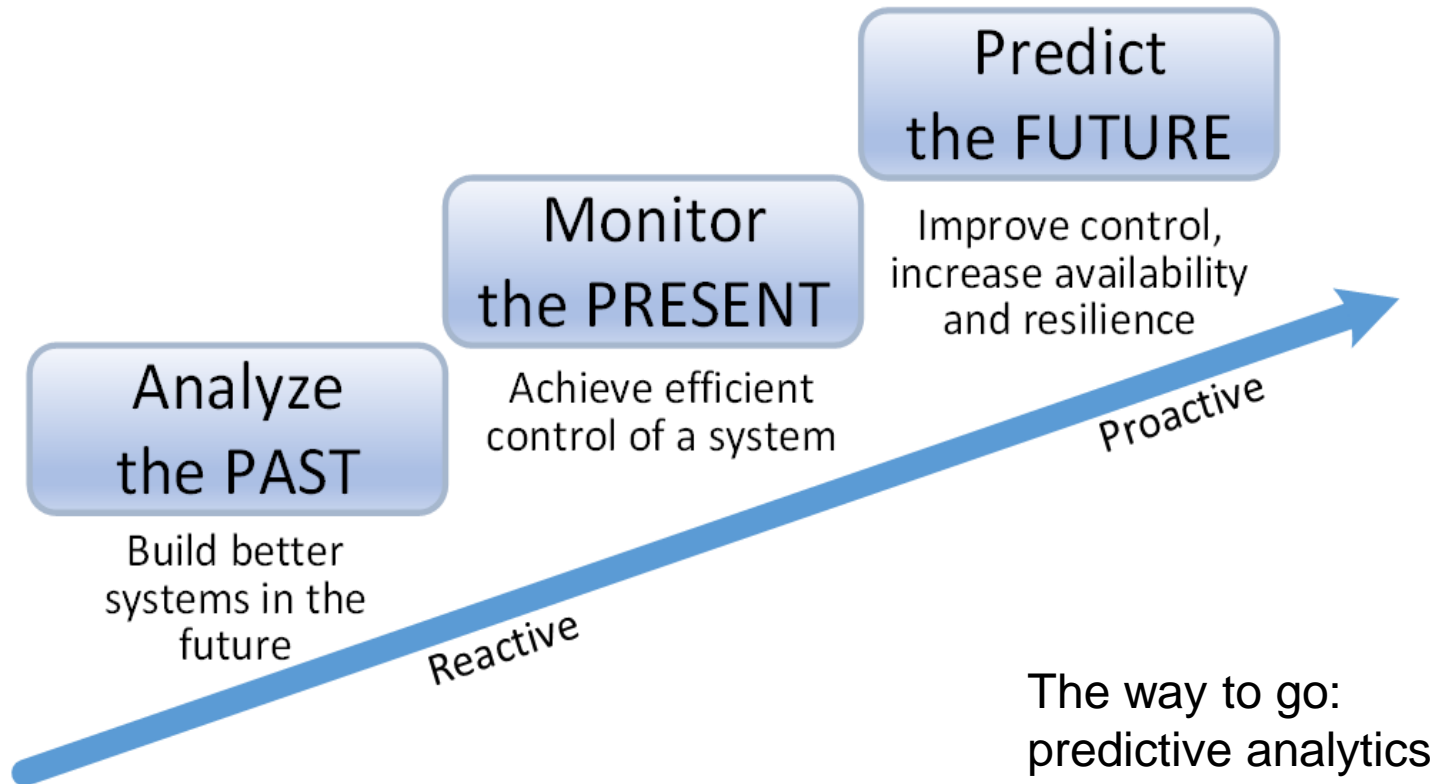 Analyze
the PAST
Build better
systems in the
future
Monitor
the PRESENT
Achieve efficient
control of a system
Predict
the FUTURE
Improve control,
increase availability
and resilience
Reactive
Proactive
The way to go:
predictive analytics